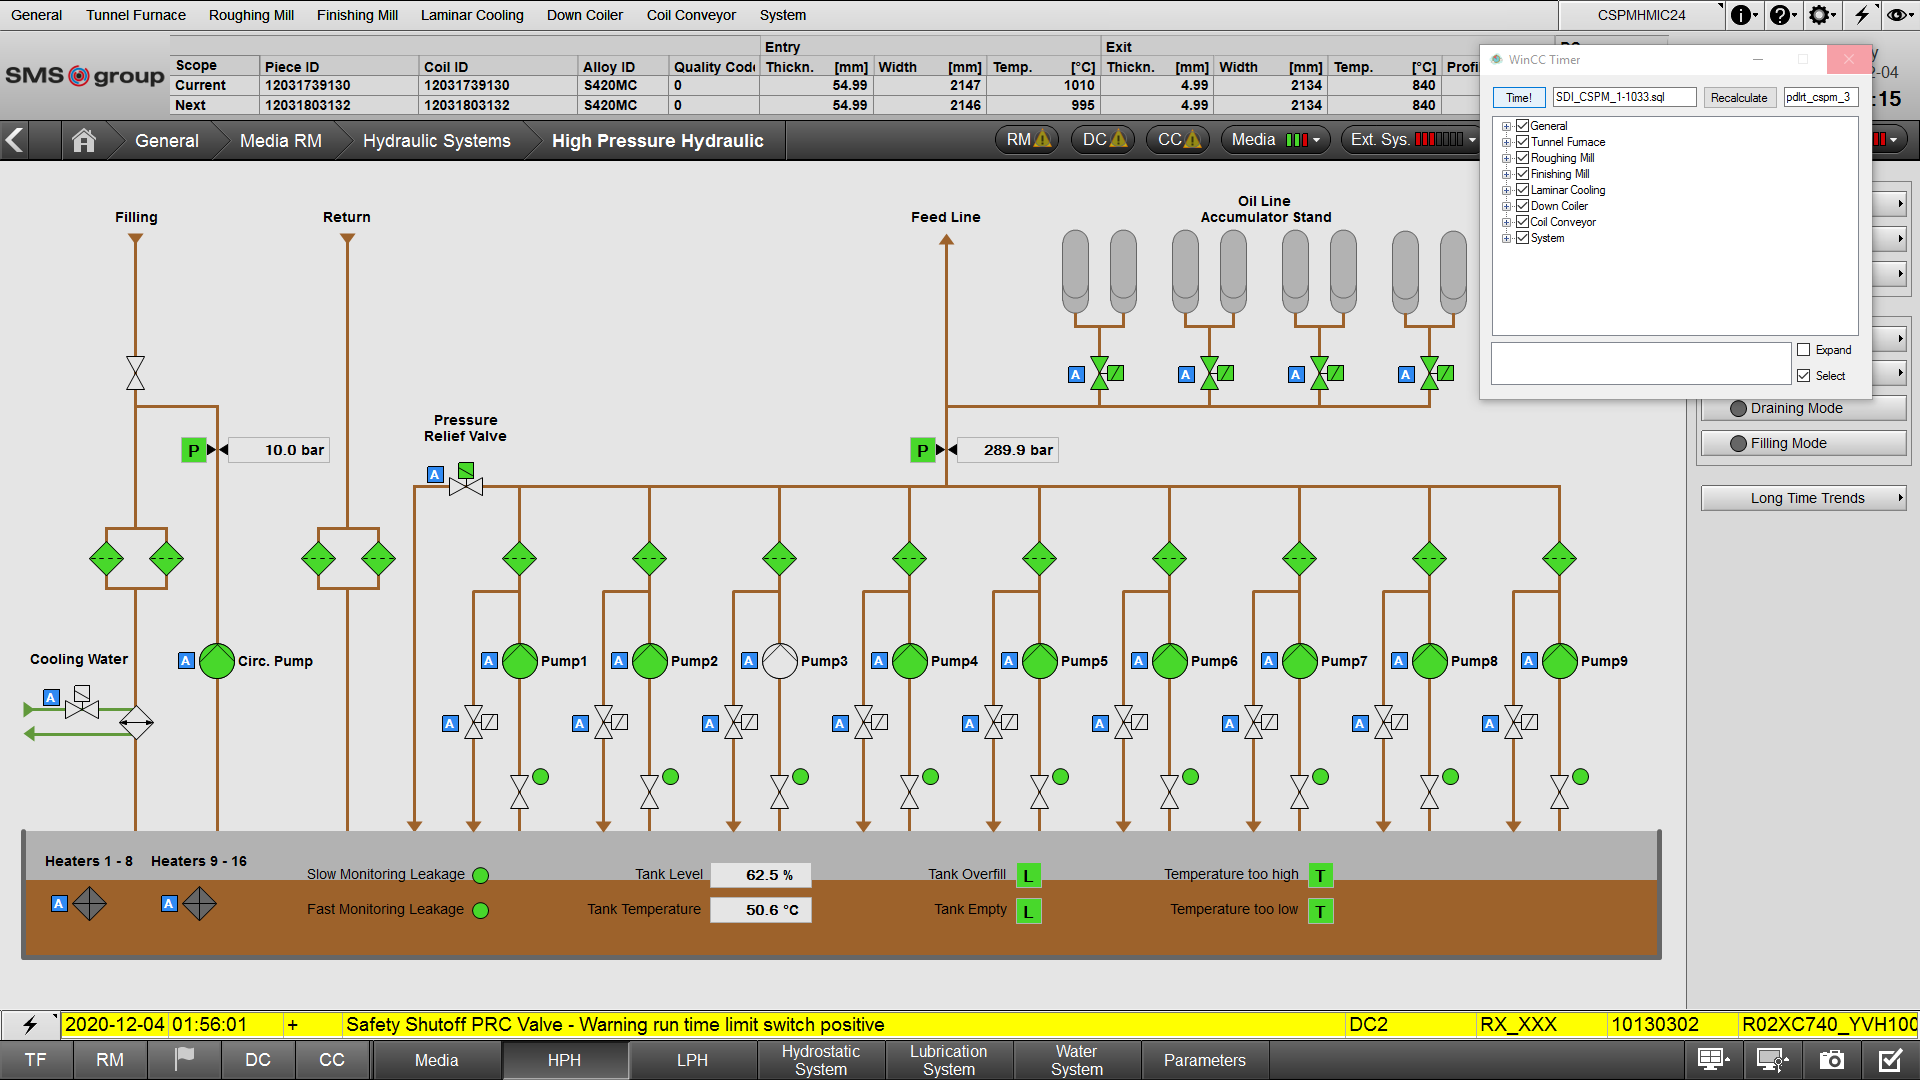 General Tunnel Furnace Roughing Mill Finishing Mill Laminar Cooling Down Coiler Coil Conveyor System CSPMHMIC24
SMS group
Entry Exit
Scope Piece ID Coil ID Alloy ID Quality Code Thickn. [mm] Width [mm] Temp. [°C] Thickn. [mm] Width [mm] Temp. [°C] Profi
Current 12031739130 12031739130 S420MC 0 54.99 2147 1010 4.99 2134 840
Next 12031803132 12031803132 S420MC 0 54.99 2146 995 4.99 2134 840
-04
:15
General Media RM Hydraulic Systems High Pressure Hydraulic RM DC CC Media Ext. Sys.
WinCC Timer
Time! SDI_CSPM_1-1033.sql Recalculate pdlrt_cspm_3
General
Tunnel Furnace
Roughing Mill
Finishing Mill
Laminar Cooling
Down Coiler
Coil Conveyor
System
Expand
Select
Draining Mode
Filling Mode
Long Time Trends
Filling Return Feed Line
Oil Line
Accumulator Stand
A A A A
Pressure
Relief Valve
P 10.0 bar
P 289.9 bar
A
Cooling Water
A
A Circ. Pump
A Pump1 A Pump2 A Pump3 A Pump4 A Pump5 A Pump6 A Pump7 A Pump8 A Pump9
A A A A A A A A A
Heaters 1 - 8 Heaters 9 - 16
A A
Slow Monitoring Leakage Tank Level 62.5 % Tank Overfill L Temperature too high T
Fast Monitoring Leakage Tank Temperature 50.6 °C Tank Empty L Temperature too low T
2020-12-04 01:56:01 + Safety Shutoff PRC Valve - Warning run time limit switch positive DC2 RX_XXX 10130302 R02XC740_YVH100
TF RM DC CC Media HPH LPH Hydrostatic System Lubrication System Water System Parameters